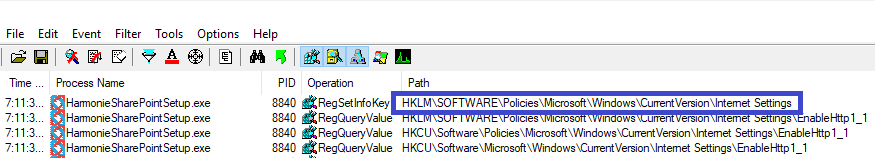 File Edit Event Filter Tools Options Help
Time ... Process Name PID Operation Path
7:11:3... HarmonieSharePointSetup.exe 8840 RegSetInfoKey HKLM\SOFTWARE\Policies\Microsoft\Windows\CurrentVersion\Internet Settings
7:11:3... HarmonieSharePointSetup.exe 8840 RegQueryValue HKLM\SOFTWARE\Policies\Microsoft\Windows\CurrentVersion\Internet Settings\EnableHttp1_1
7:11:3... HarmonieSharePointSetup.exe 8840 RegQueryValue HKCU\Software\Policies\Microsoft\Windows\CurrentVersion\Internet Settings\EnableHttp1_1
7:11:3... HarmonieSharePointSetup.exe 8840 RegQueryValue HKCU\Software\Microsoft\Windows\CurrentVersion\Internet Settings\EnableHttp1_1